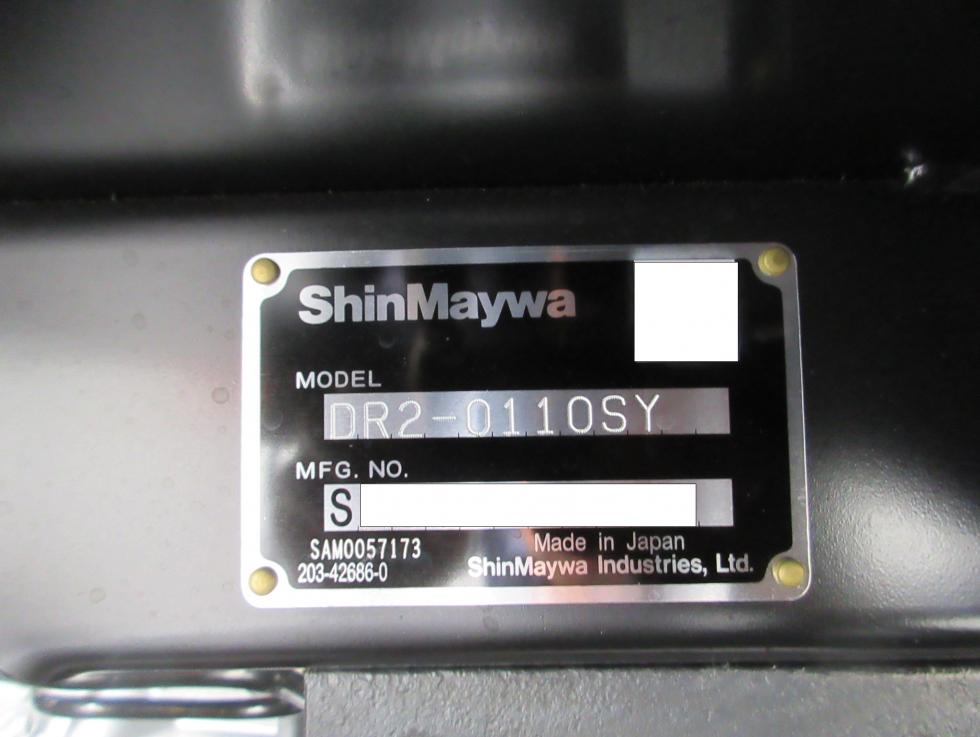 ShinMaywa
MODEL
DR2-0110SY
MFG. NO.
S
SAM0057173
203-42686-0
Made in Japan
ShinMaywa Industries, Ltd.